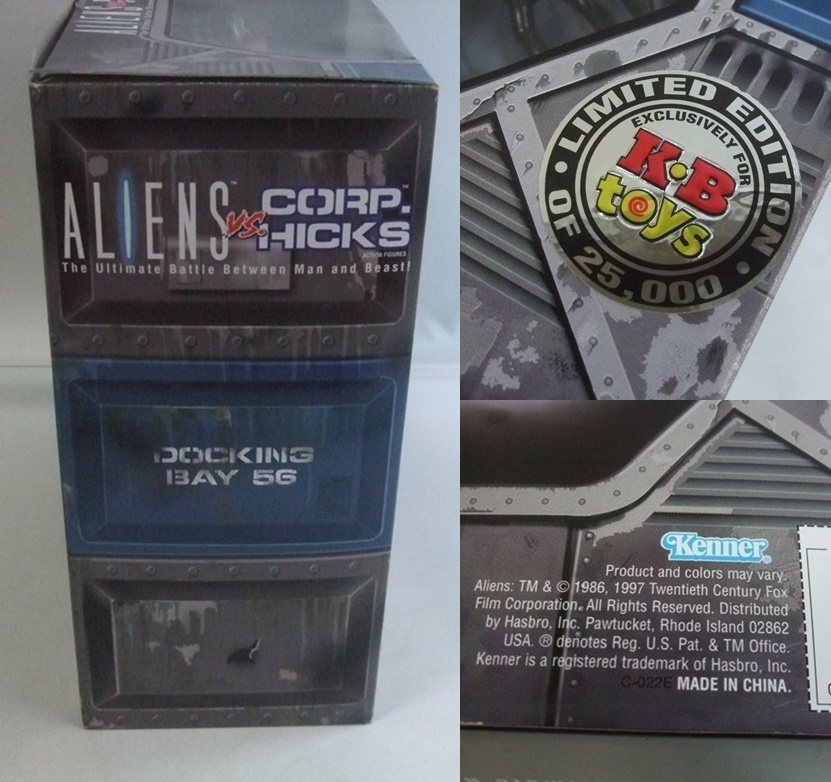 ALIENS™ vs. CORP.™ HICKS
ACTION FIGURES
The Ultimate Battle Between Man and Beast!
DOCKING
BAY 56
• LIMITED EDITION •
OF 25,000
EXCLUSIVELY FOR
K•B
toys
Kenner®
Product and colors may vary.
Aliens: TM & © 1986, 1997 Twentieth Century Fox
Film Corporation. All Rights Reserved. Distributed
by Hasbro, Inc. Pawtucket, Rhode Island 02862
USA. ® denotes Reg. U.S. Pat. & TM Office.
Kenner is a registered trademark of Hasbro, Inc.
C-022E MADE IN CHINA.